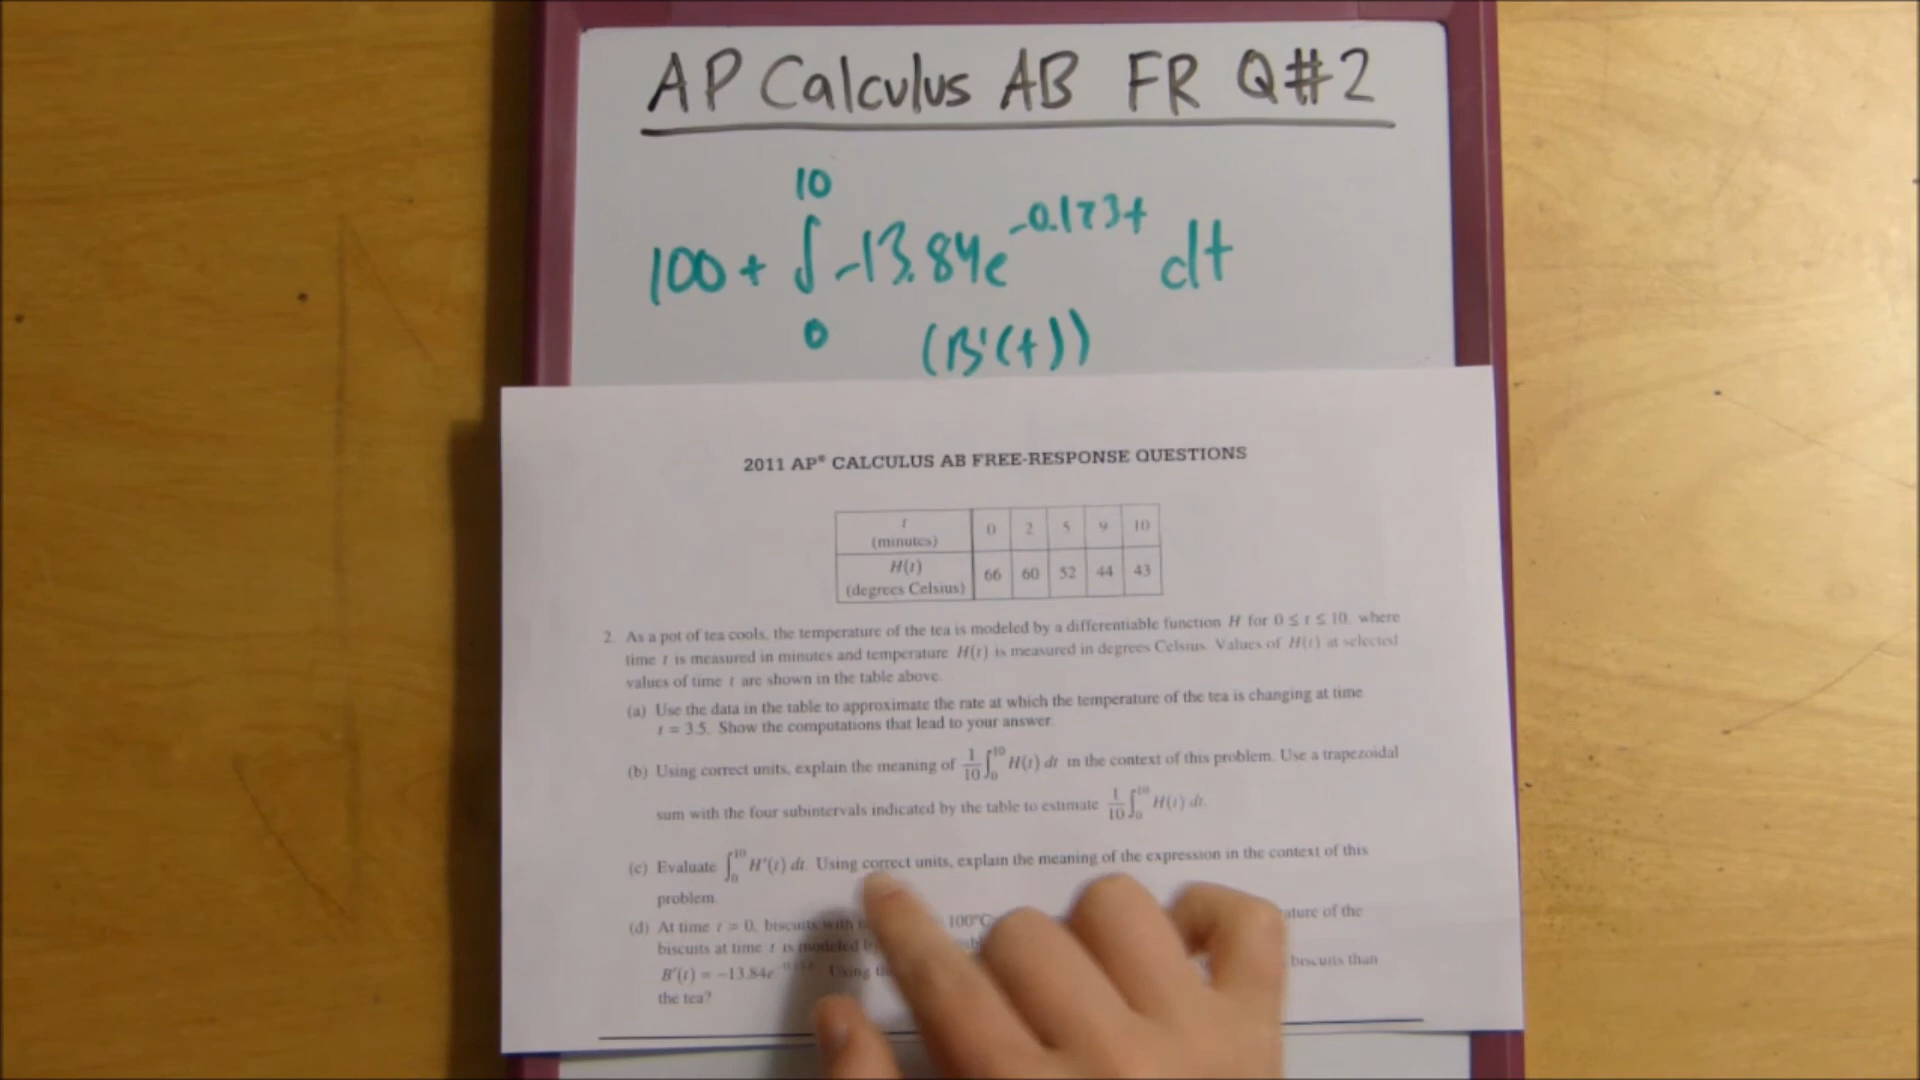 AP Calculus AB FR Q#2
10
100 + ∫ -13.84e^-0.173t dt
0 (B'(t))
2011 AP® CALCULUS AB FREE-RESPONSE QUESTIONS
t (minutes) 0 2 5 9 10
H(t) (degrees Celsius) 66 60 52 44 43
2. As a pot of tea cools, the temperature of the tea is modeled by a differentiable function H for 0 ≤ t ≤ 10, where
time t is measured in minutes and temperature H(t) is measured in degrees Celsius. Values of H(t) at selected
values of time t are shown in the table above.
(a) Use the data in the table to approximate the rate at which the temperature of the tea is changing at time
t = 3.5. Show the computations that lead to your answer.
(b) Using correct units, explain the meaning of 1/10 ∫₀¹⁰ H(t) dt in the context of this problem. Use a trapezoidal
sum with the four subintervals indicated by the table to estimate 1/10 ∫₀¹⁰ H(t) dt.
(c) Evaluate ∫₀¹⁰ H'(t) dt. Using correct units, explain the meaning of the expression in the context of this
problem.
(d) At time t = 0, biscuits with 100°C of the
biscuits at time t is modeled
B'(t) = -13.84e Using biscuits than
the tea?